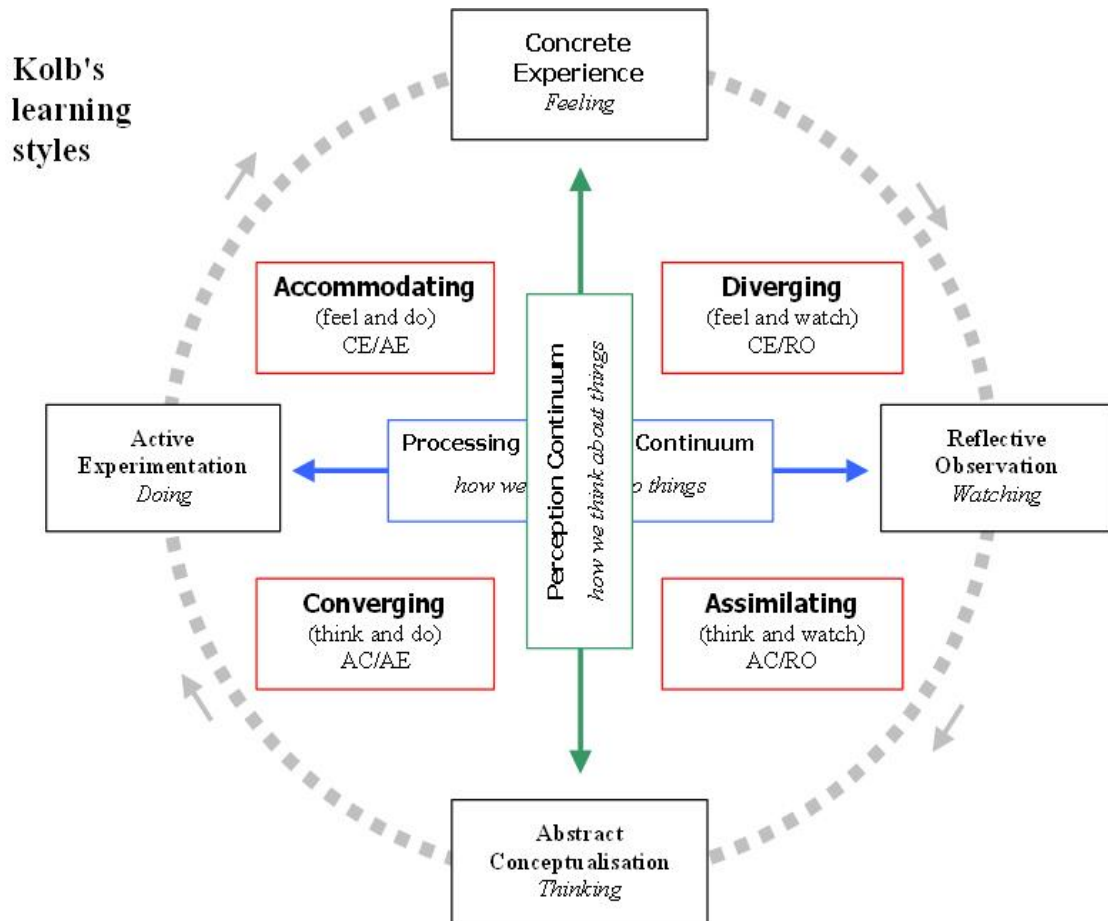 Kolb's
learning
styles
Concrete
Experience
Feeling
Accommodating
(feel and do)
CE/AE
Diverging
(feel and watch)
CE/RO
Active
Experimentation
Doing
Processing Continuum
how we o things
Perception Continuum
how we think about things
Reflective
Observation
Watching
Converging
(think and do)
AC/AE
Assimilating
(think and watch)
AC/RO
Abstract
Conceptualisation
Thinking